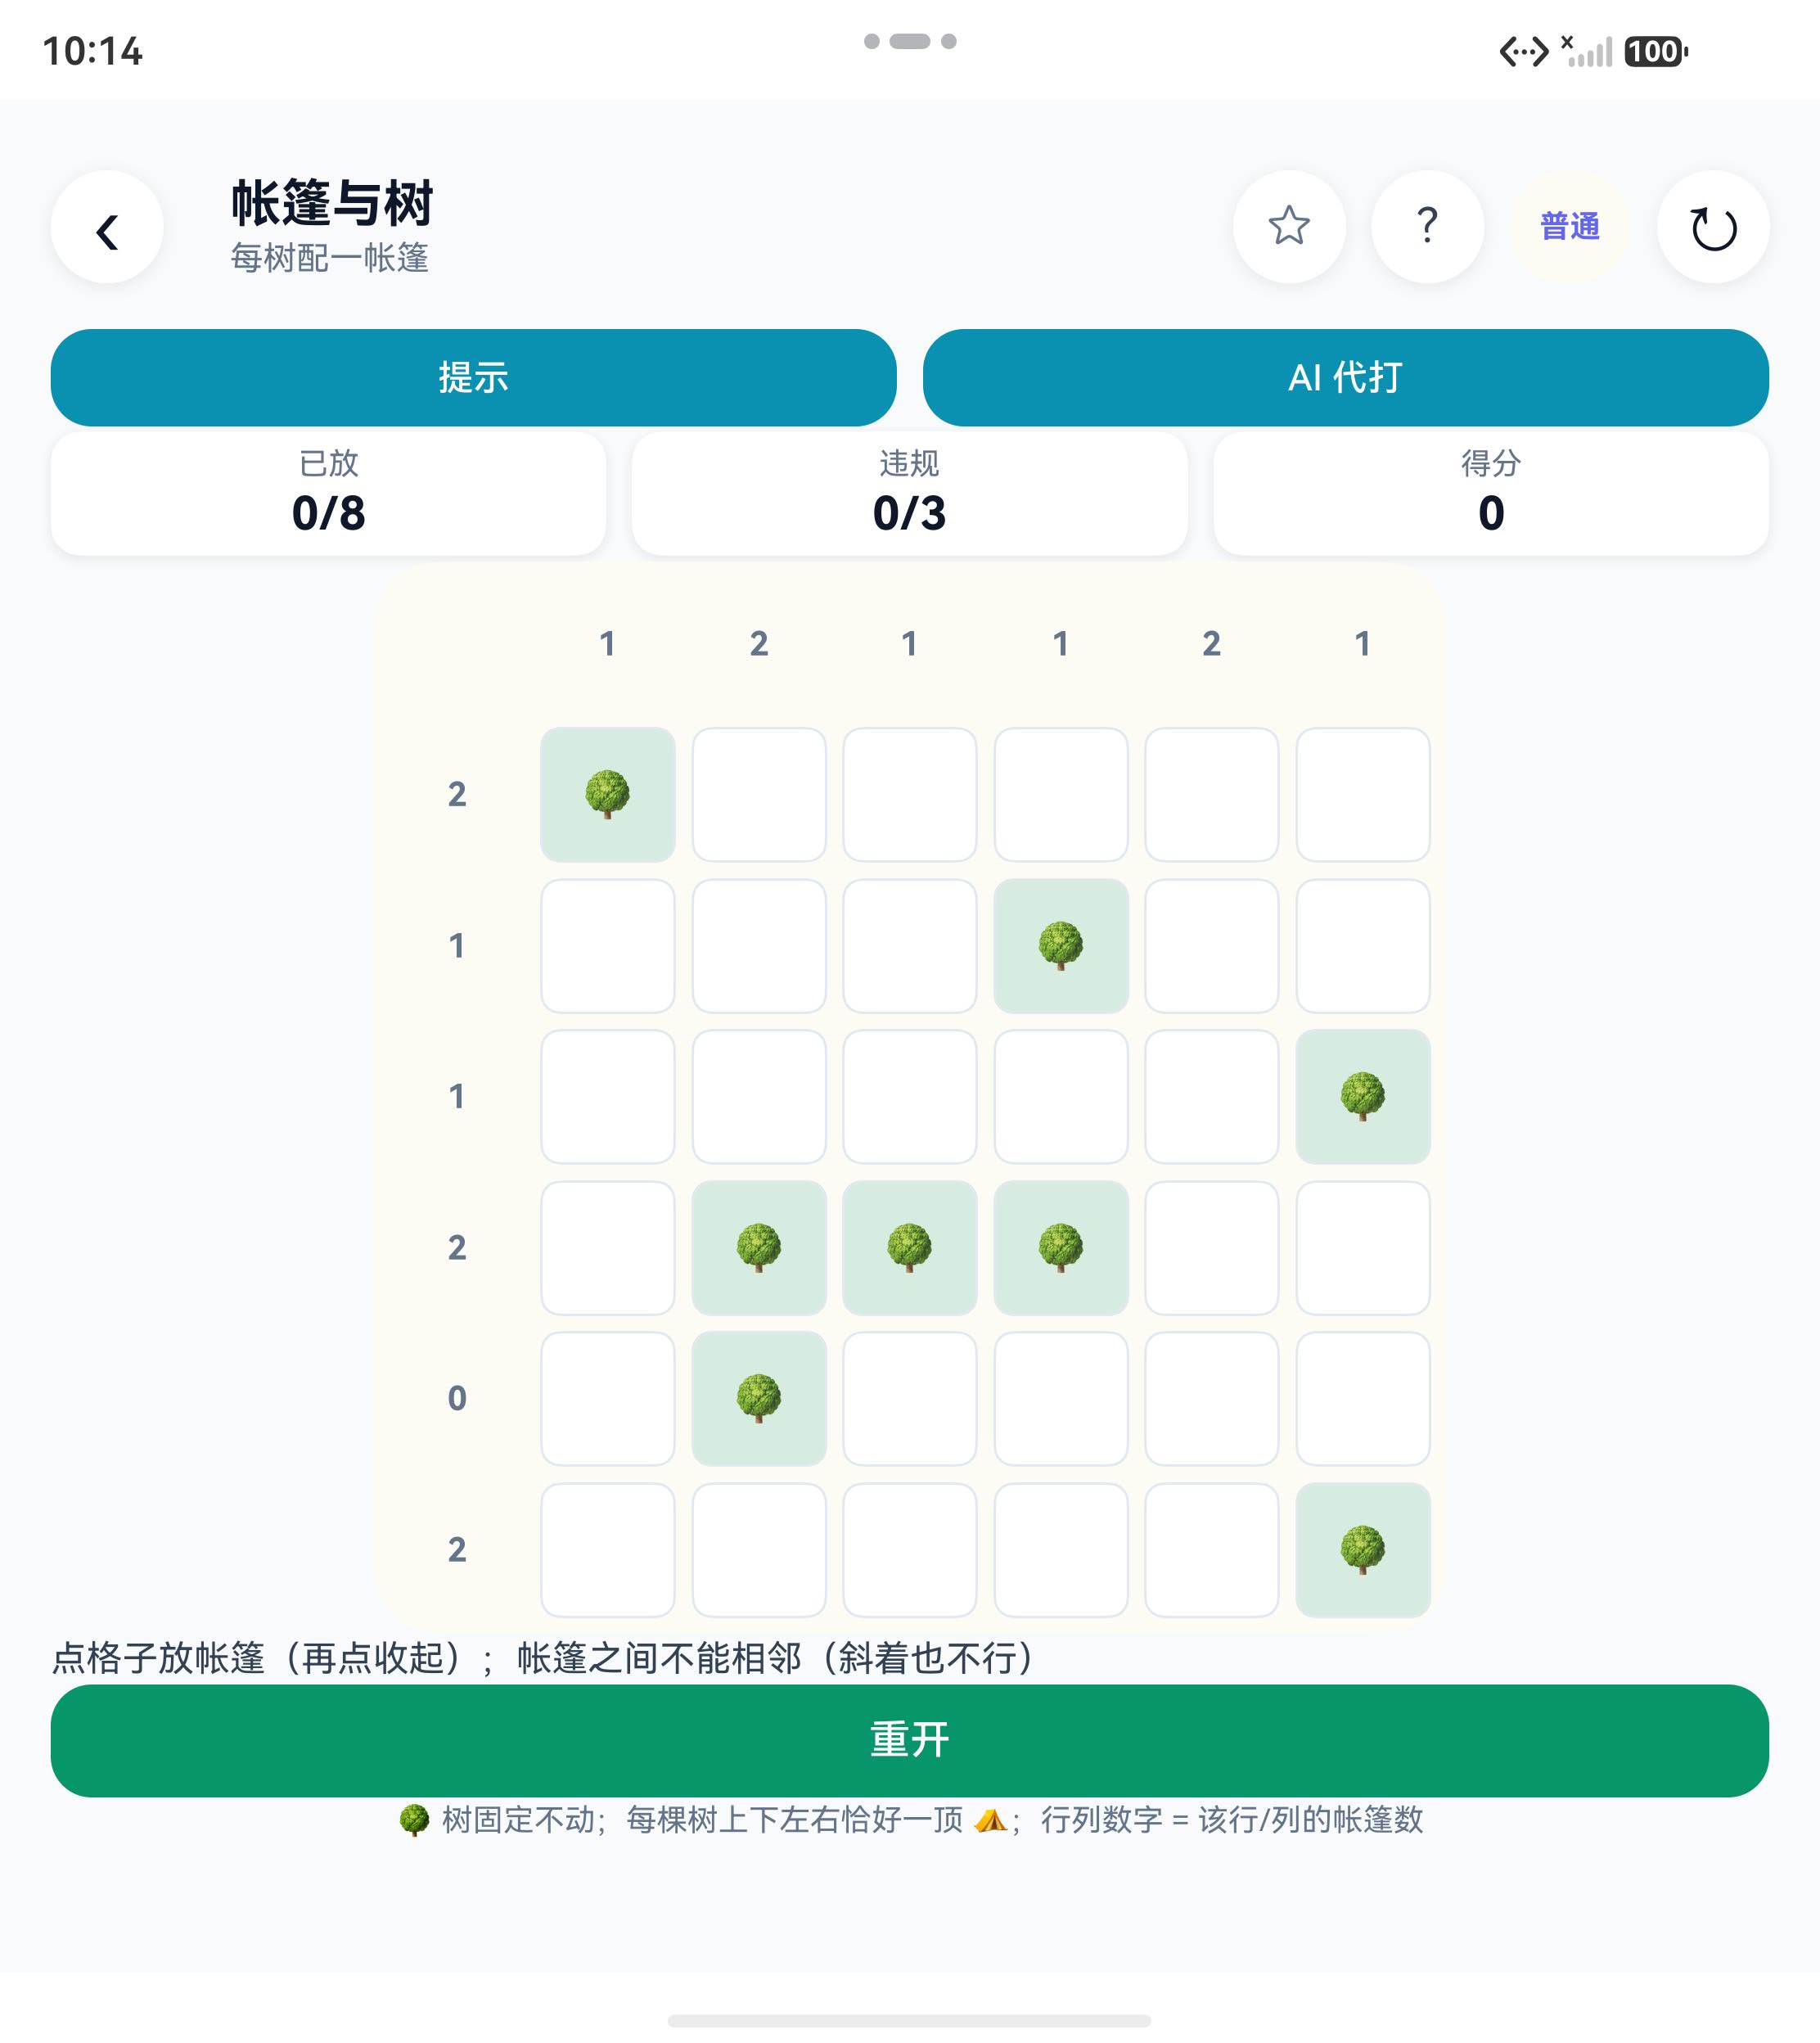 10:14
100
帐篷与树
每树配一帐篷
?
普通
提示
AI 代打
已放
0/8
违规
0/3
得分
0
1 2 1 1 2 1
2
1
1
2
0
2
点格子放帐篷（再点收起）；帐篷之间不能相邻（斜着也不行）
重开
🌳 树固定不动；每棵树上下左右恰好一顶 ⛺；行列数字 = 该行/列的帐篷数